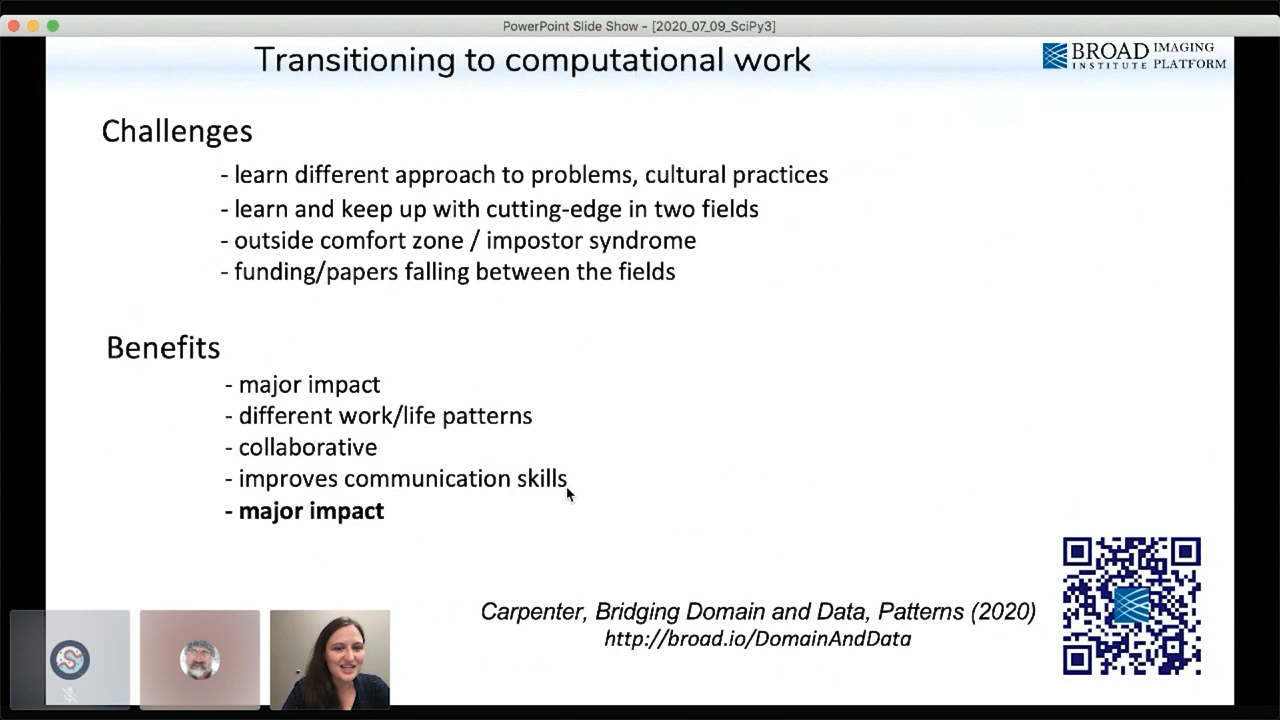 PowerPoint Slide Show - [2020_07_09_SciPy3]
Transitioning to computational work
BROAD IMAGING
INSTITUTE PLATFORM
Challenges
- learn different approach to problems, cultural practices
- learn and keep up with cutting-edge in two fields
- outside comfort zone / impostor syndrome
- funding/papers falling between the fields
Benefits
- major impact
- different work/life patterns
- collaborative
- improves communication skills
- major impact
Carpenter, Bridging Domain and Data, Patterns (2020)
http://broad.io/DomainAndData